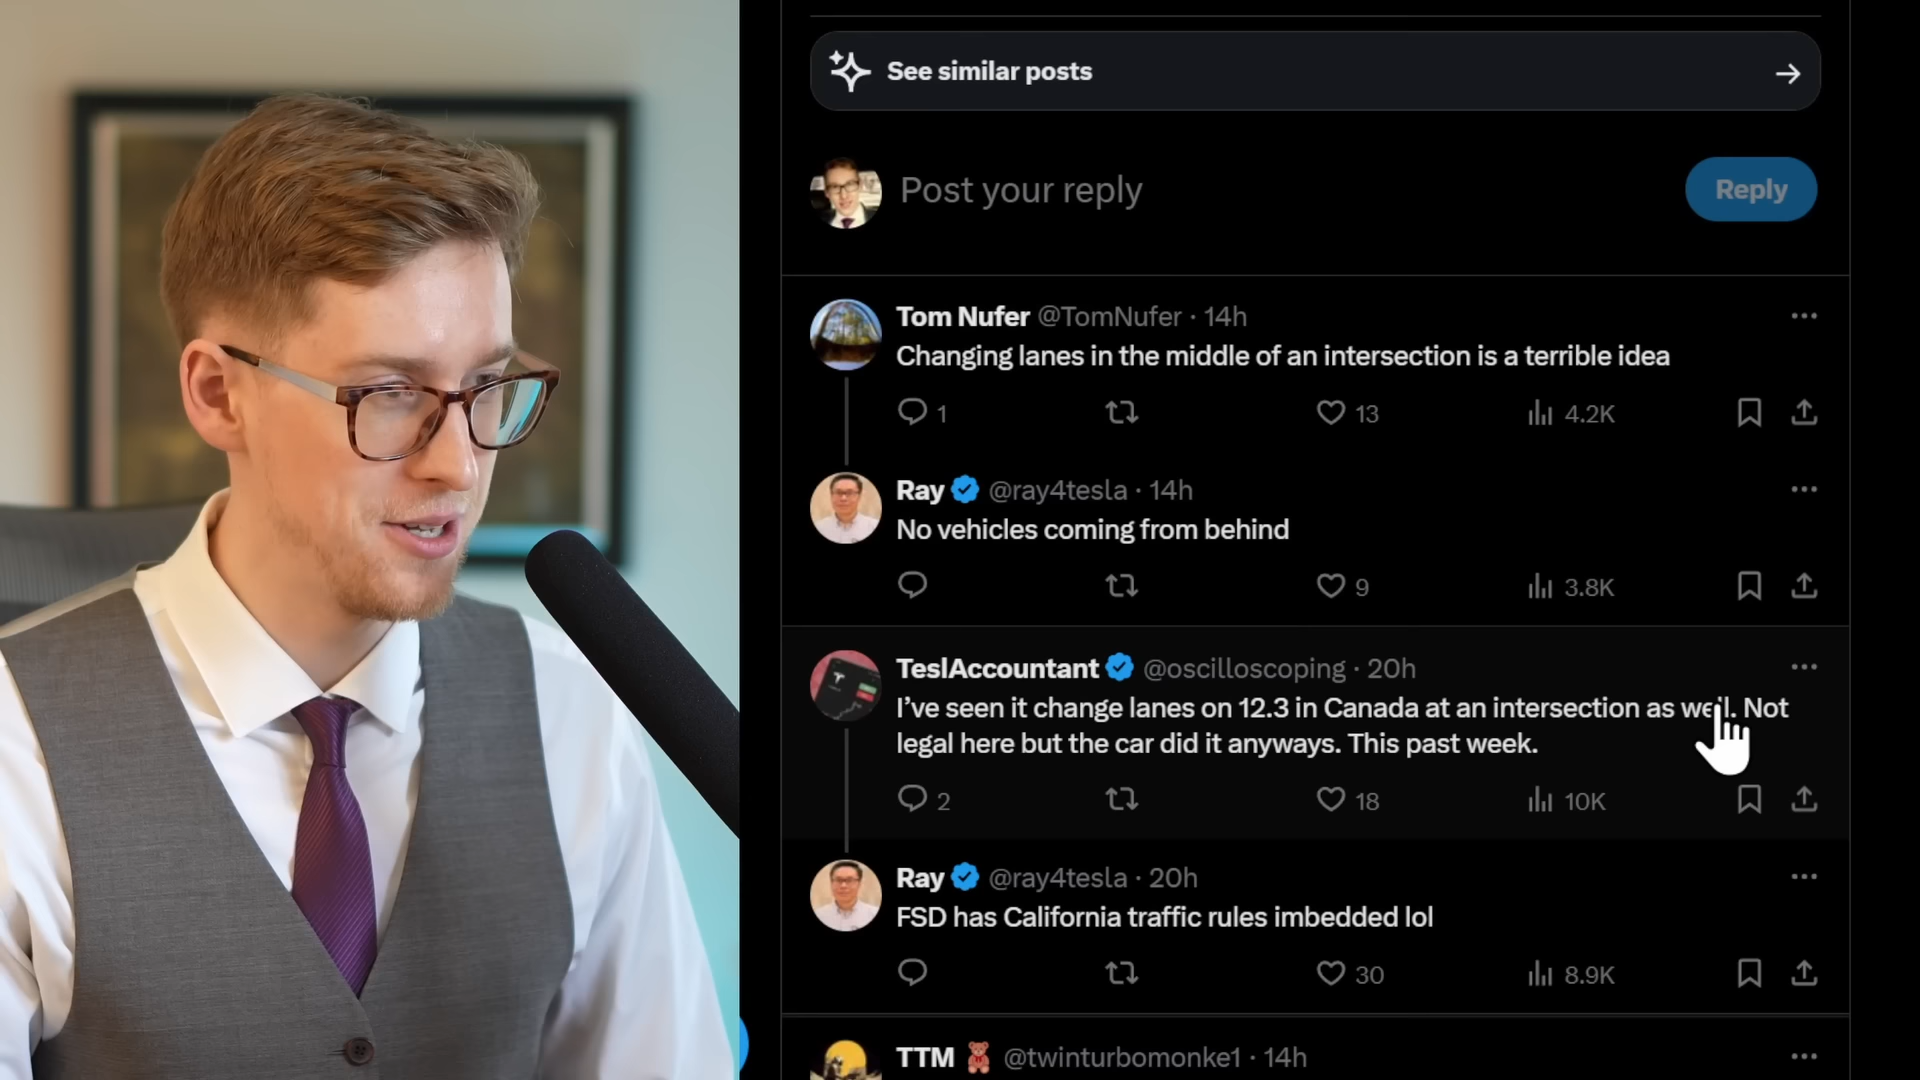 See similar posts
Post your reply
Reply
Tom Nufer @TomNufer · 14h
Changing lanes in the middle of an intersection is a terrible idea
1 13 4.2K
Ray @ray4tesla · 14h
No vehicles coming from behind
9 3.8K
TeslAccountant @oscilloscoping · 20h
I’ve seen it change lanes on 12.3 in Canada at an intersection as well. Not
legal here but the car did it anyways. This past week.
2 18 10K
Ray @ray4tesla · 20h
FSD has California traffic rules imbedded lol
30 8.9K
TTM 🧸 @twinturbomonke1 · 14h